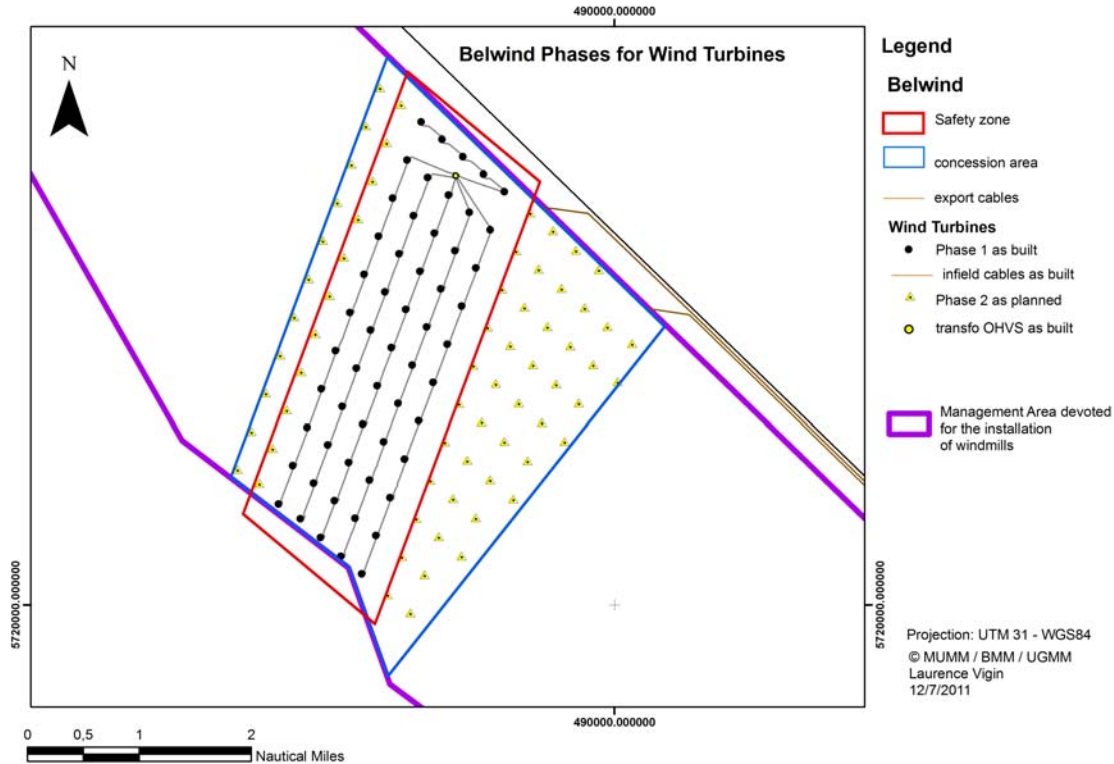 490000.000000
Belwind Phases for Wind Turbines
N
Legend
Belwind
Safety zone
concession area
export cables
Wind Turbines
Phase 1 as built
infield cables as built
Phase 2 as planned
transfo OHVS as built
Management Area devoted
for the installation
of windmills
5720000.000000
5720000.000000
Projection: UTM 31 - WGS84
© MUMM / BMM / UGMM
Laurence Vigin
12/7/2011
490000.000000
0 0,5 1 2
Nautical Miles